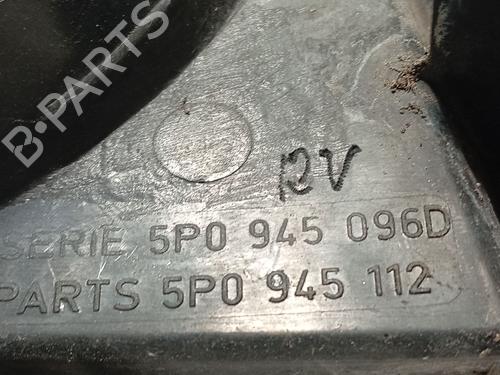 B-PARTS
RV
SERIE 5P0 945 096D
PARTS 5P0 945 112